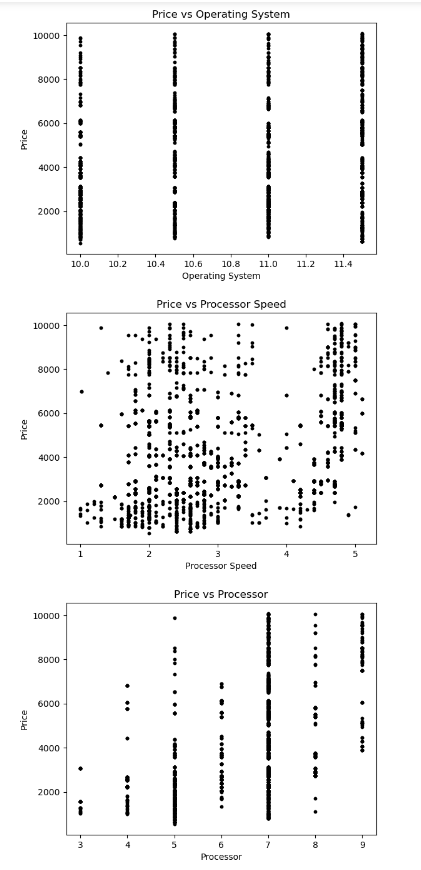 Price vs Operating System
10000
8000
6000
4000
2000
Price
10.0 10.2 10.4 10.6 10.8 11.0 11.2 11.4
Operating System
Price vs Processor Speed
10000
8000
6000
4000
2000
Price
1 2 3 4 5
Processor Speed
Price vs Processor
10000
8000
6000
4000
2000
Price
3 4 5 6 7 8 9
Processor